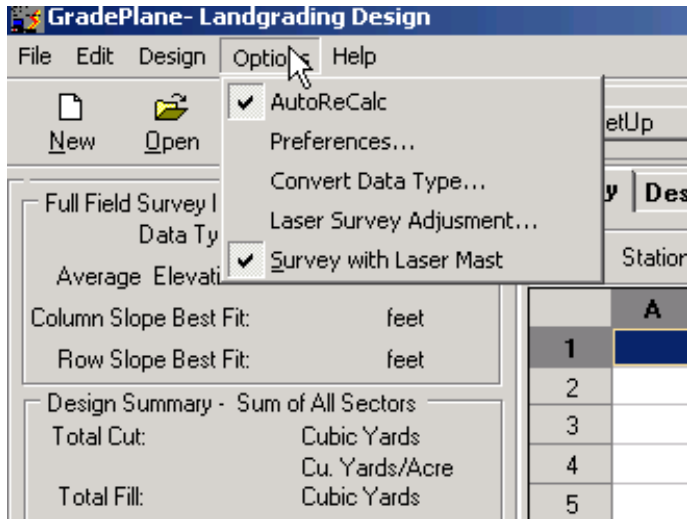 GradePlane- Landgrading Design
File Edit Design Options Help
AutoReCalc
Preferences...
Convert Data Type...
Laser Survey Adjusment...
Survey with Laser Mast
New Open
etUp
Full Field Survey I
Data Ty
Average Elevati
Column Slope Best Fit: feet
Row Slope Best Fit: feet
Design Summary - Sum of All Sectors
Total Cut: Cubic Yards
Cu. Yards/Acre
Total Fill: Cubic Yards
y Des
Station
A
1
2
3
4
5